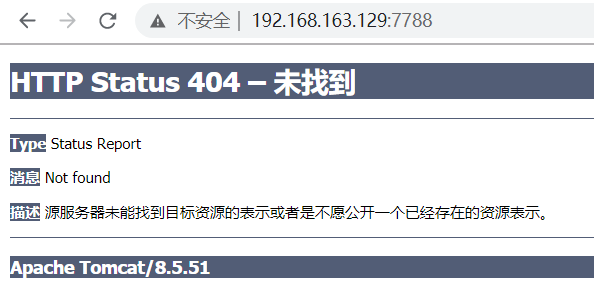 不安全 | 192.168.163.129:7788
HTTP Status 404 – 未找到
Type Status Report
消息 Not found
描述 源服务器未能找到目标资源的表示或者是不愿公开一个已经存在的资源表示。
Apache Tomcat/8.5.51